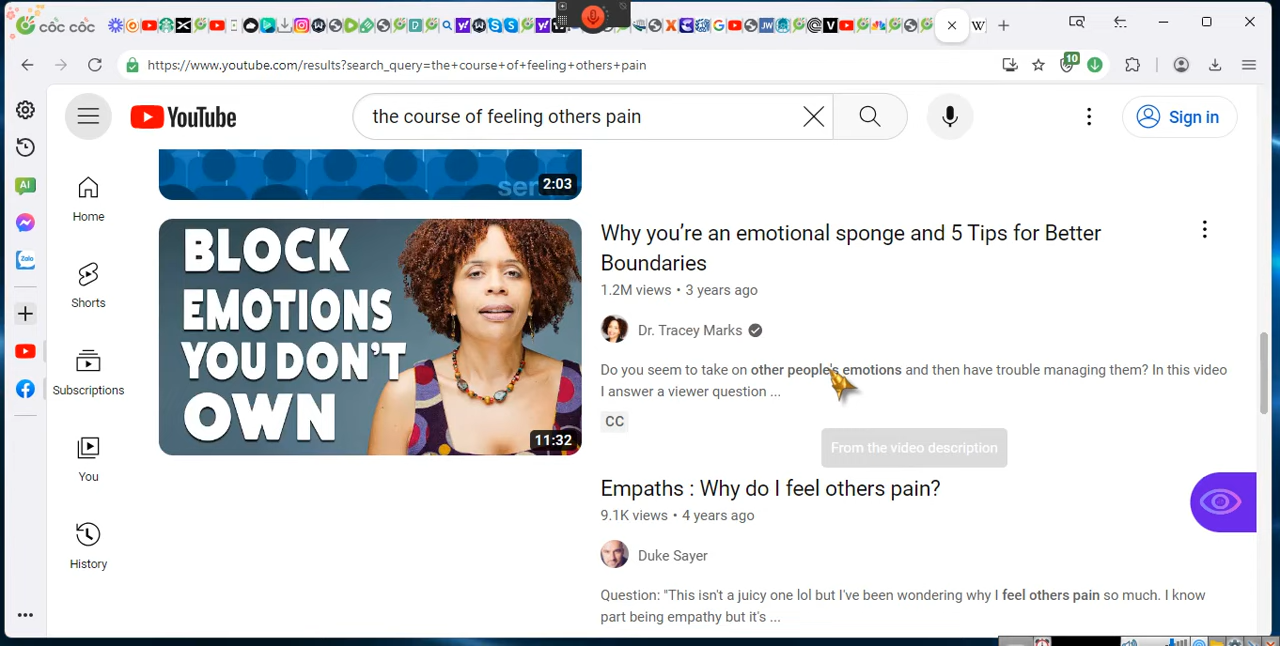 cốc cốc
https://www.youtube.com/results?search_query=the+course+of+feeling+others+pain
10
YouTube
the course of feeling others pain
Sign in
AI
Zalo
Home
Shorts
Subscriptions
You
History
2:03
BLOCK
EMOTIONS
YOU DON'T
OWN
11:32
Why you’re an emotional sponge and 5 Tips for Better
Boundaries
1.2M views • 3 years ago
Dr. Tracey Marks
Do you seem to take on other people's emotions and then have trouble managing them? In this video
I answer a viewer question ...
CC
From the video description
Empaths : Why do I feel others pain?
9.1K views • 4 years ago
Duke Sayer
Question: "This isn't a juicy one lol but I've been wondering why I feel others pain so much. I know
part being empathy but it's ...